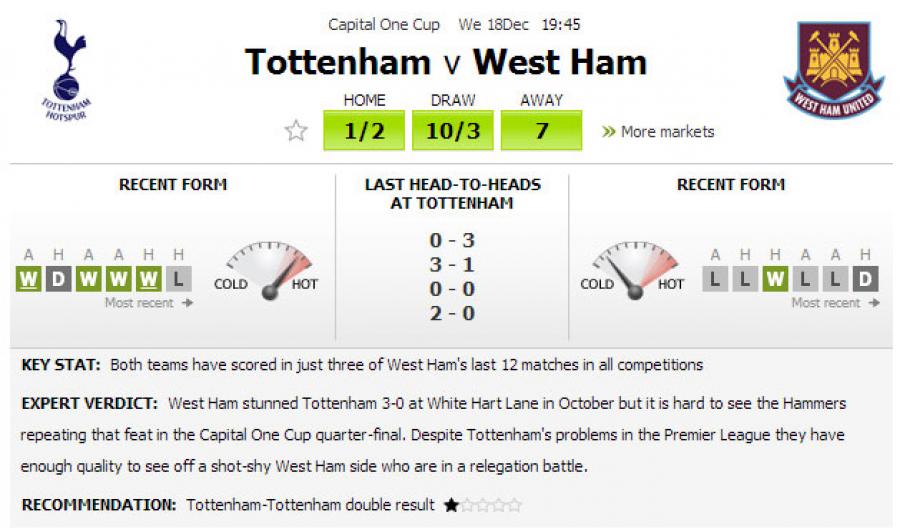 Capital One Cup We 18Dec 19:45
Tottenham v West Ham
TOTTENHAM
HOTSPUR
WEST HAM UNITED
HOME DRAW AWAY
1/2 10/3 7 » More markets
RECENT FORM
A H A A H H
W D W W W L
Most recent →
COLD HOT
LAST HEAD-TO-HEADS
AT TOTTENHAM
0 - 3
3 - 1
0 - 0
2 - 0
RECENT FORM
COLD HOT
A H H A A H
L L W L L D
Most recent →
KEY STAT: Both teams have scored in just three of West Ham's last 12 matches in all competitions
EXPERT VERDICT: West Ham stunned Tottenham 3-0 at White Hart Lane in October but it is hard to see the Hammers
repeating that feat in the Capital One Cup quarter-final. Despite Tottenham's problems in the Premier League they have
enough quality to see off a shot-shy West Ham side who are in a relegation battle.
RECOMMENDATION: Tottenham-Tottenham double result ★☆☆☆☆